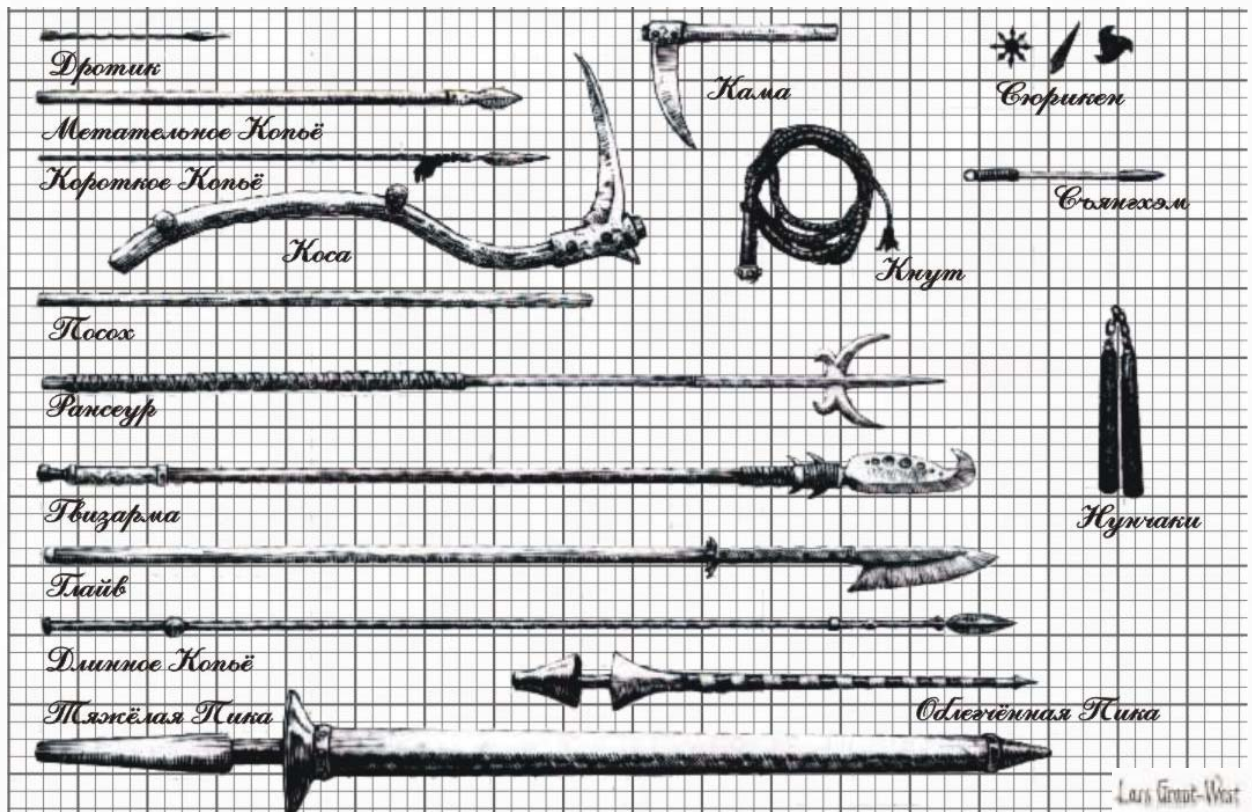 Дротик
Кама
Сюрикен
Метательное Копьё
Короткое Копьё
Съянгхэм
Коса
Кнут
Посох
Рансеур
Гвизарма
Нунчаки
Глайв
Длинное Копьё
Тяжёлая Пика
Облегчённая Пика
Lars Grant-West